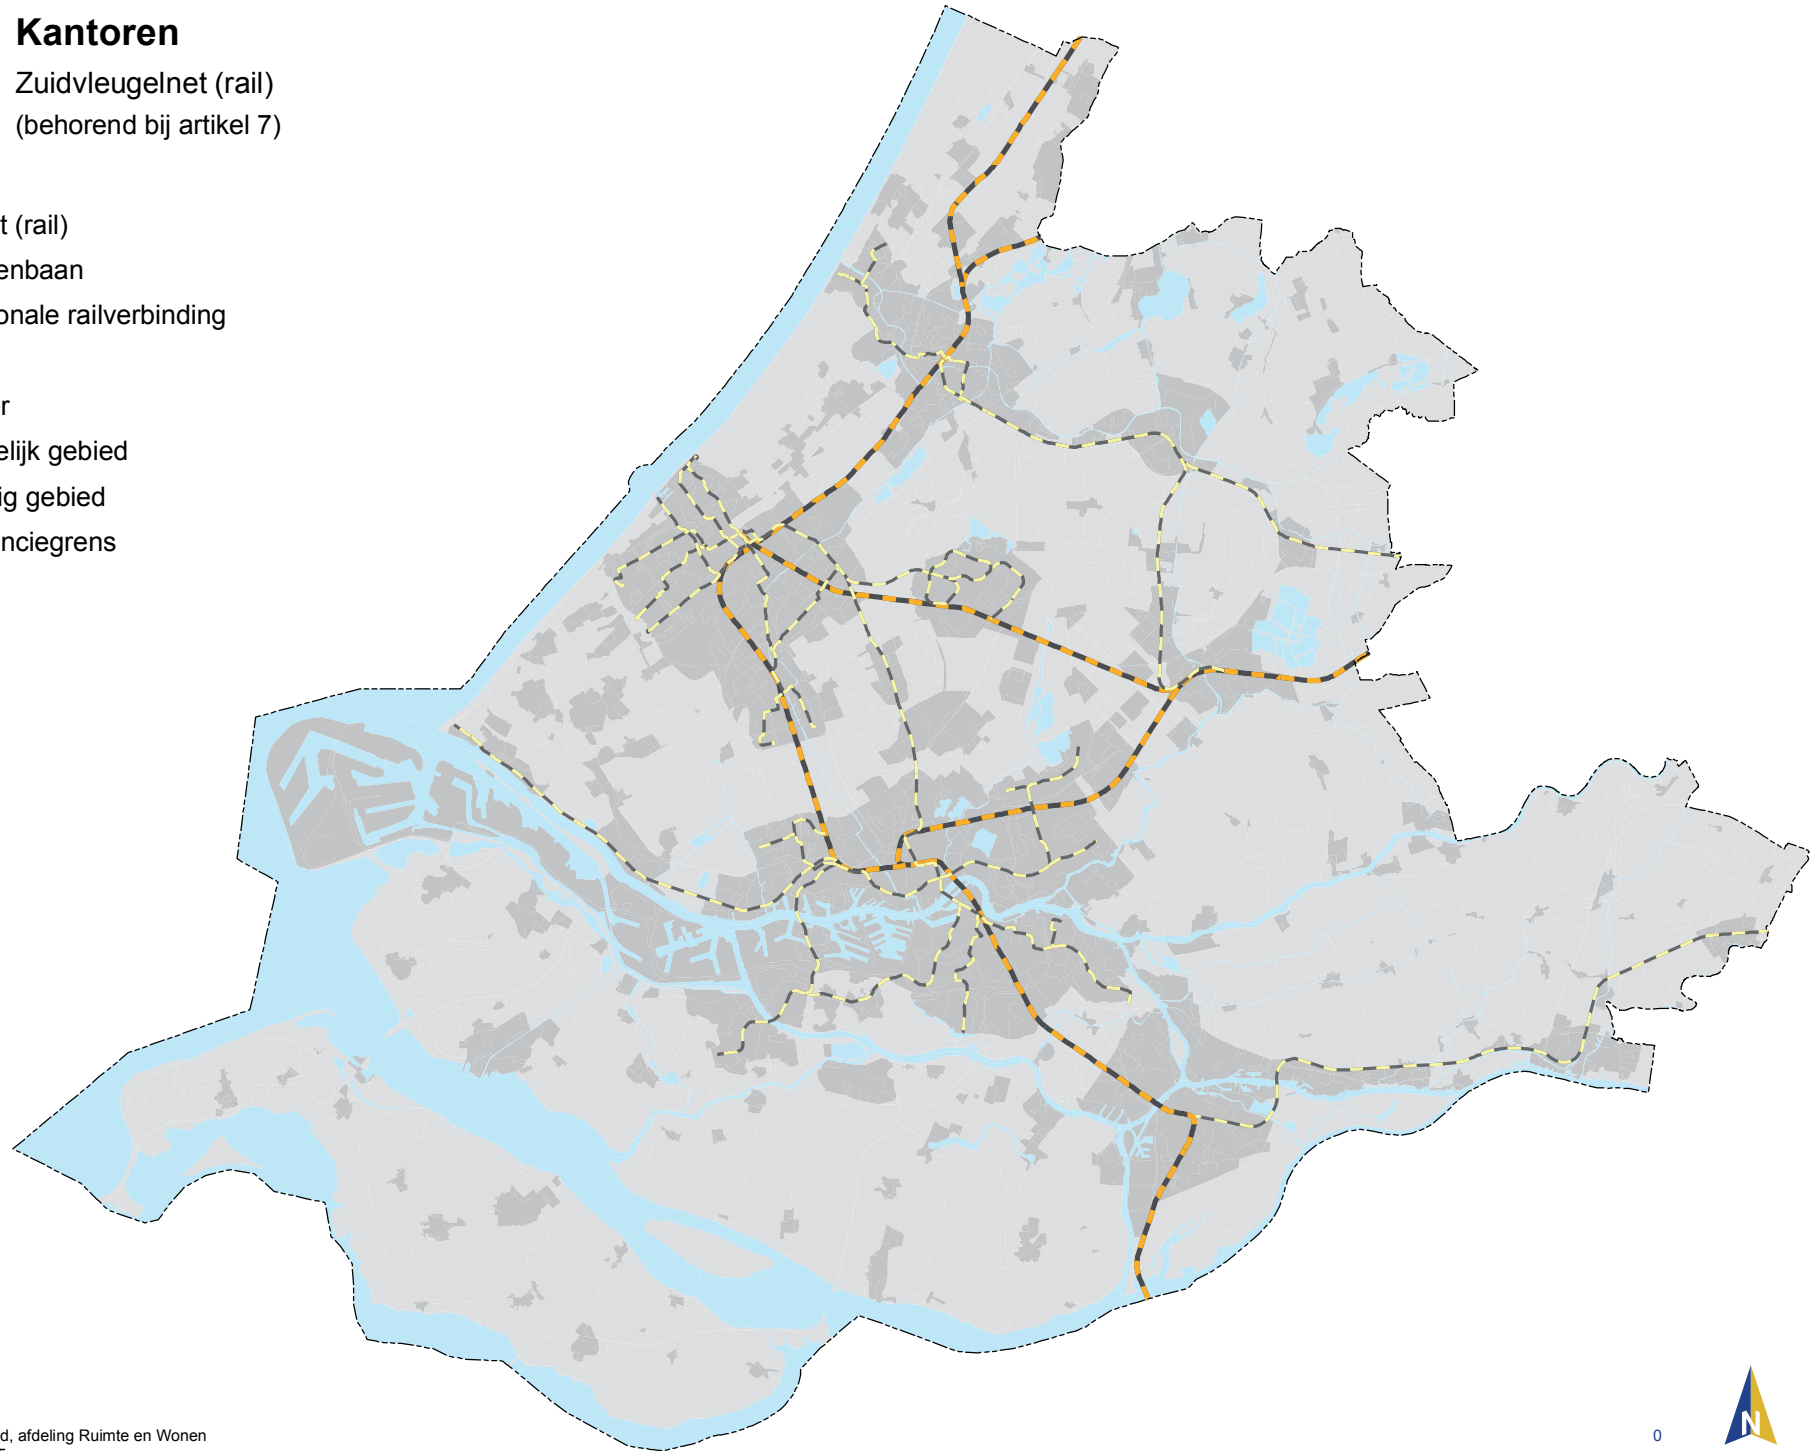 Kantoren
Zuidvleugelnet (rail)
(behorend bij artikel 7)
t (rail)
enbaan
onale railverbinding
r
elijk gebied
ig gebied
nciegrens
d, afdeling Ruimte en Wonen
0
N